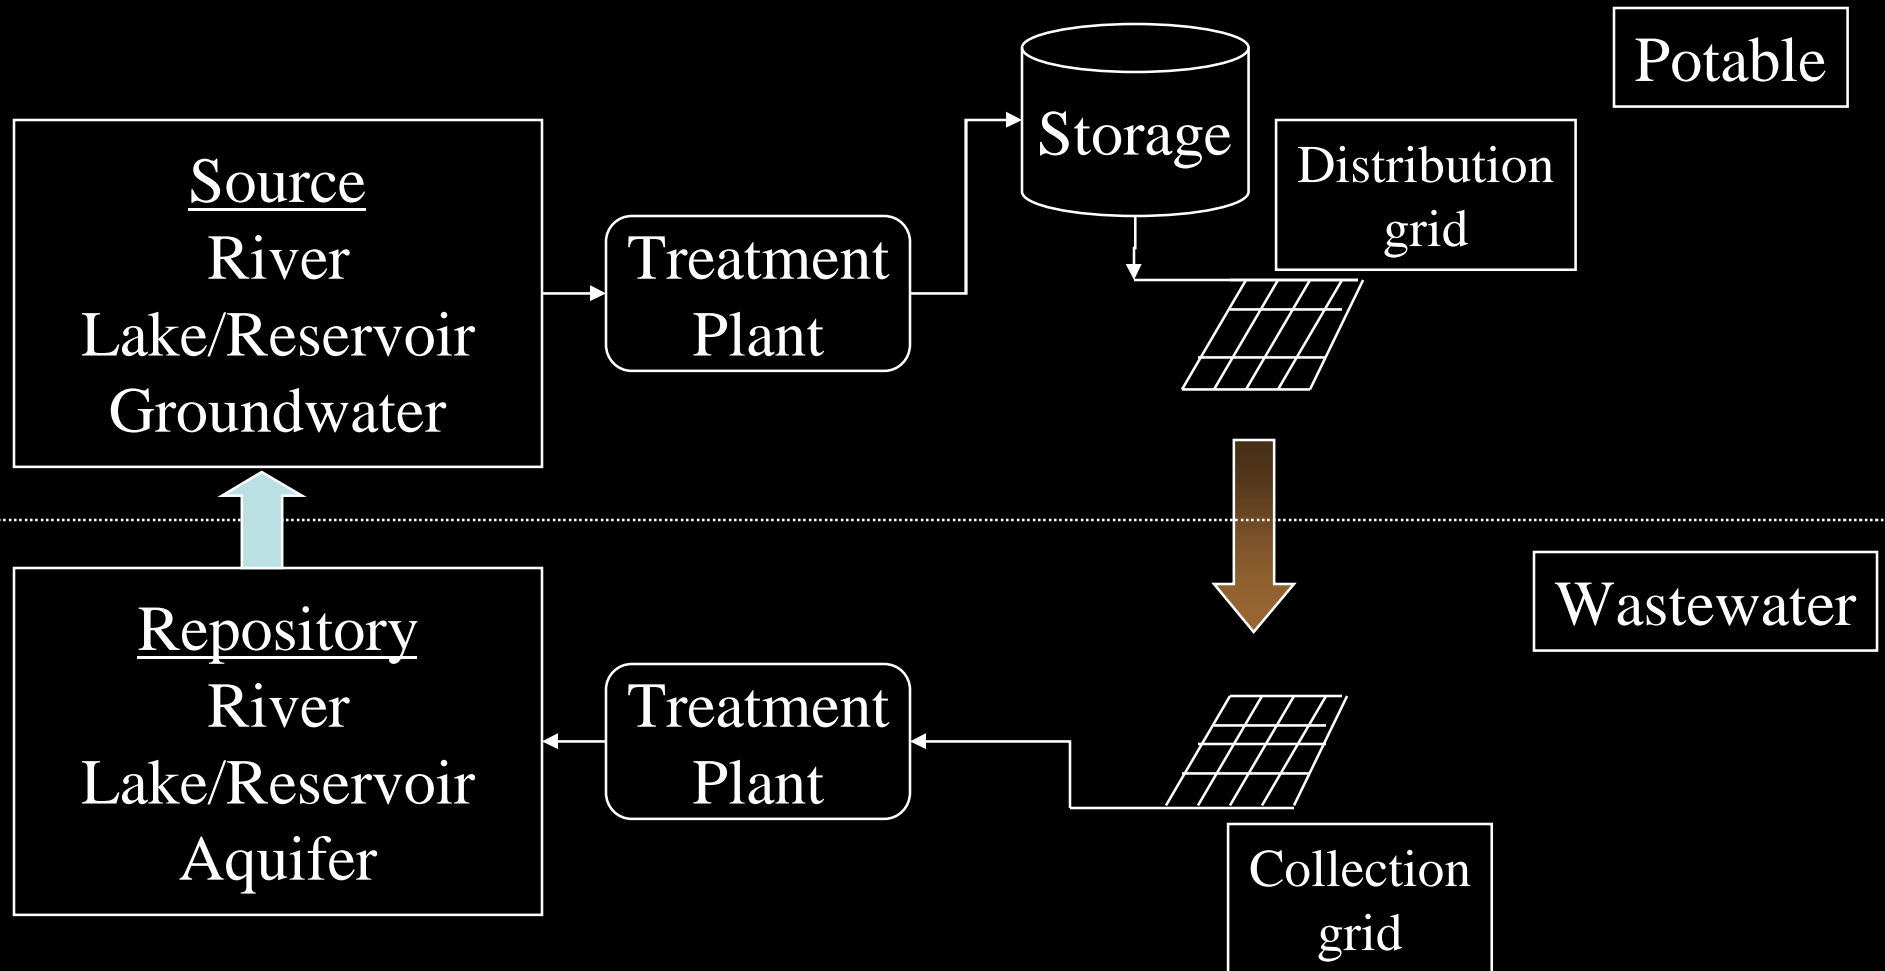 Potable
Storage
Distribution
grid
Source
River
Lake/Reservoir
Groundwater
Treatment
Plant
Wastewater
Repository
River
Lake/Reservoir
Aquifer
Treatment
Plant
Collection
grid